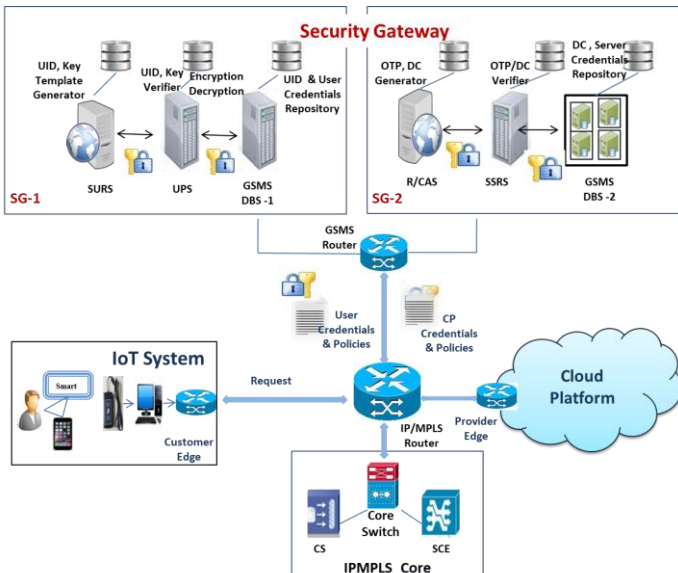 Security Gateway
UID, Key
Template
Generator
UID, Key
Verifier
Encryption
Decryption
UID & User
Credentials
Repository
SURS
UPS
GSMS
DBS -1
SG-1
OTP, DC
Generator
OTP/DC
Verifier
DC , Server
Credentials
Repository
R/CAS
SSRS
GSMS
DBS -2
SG-2
GSMS
Router
User
Credentials
& Policies
CP
Credentials
& Policies
IoT System
Smart
Customer
Edge
Request
IP/MPLS
Router
Provider
Edge
Cloud
Platform
Core
Switch
CS
SCE
IPMPLS Core